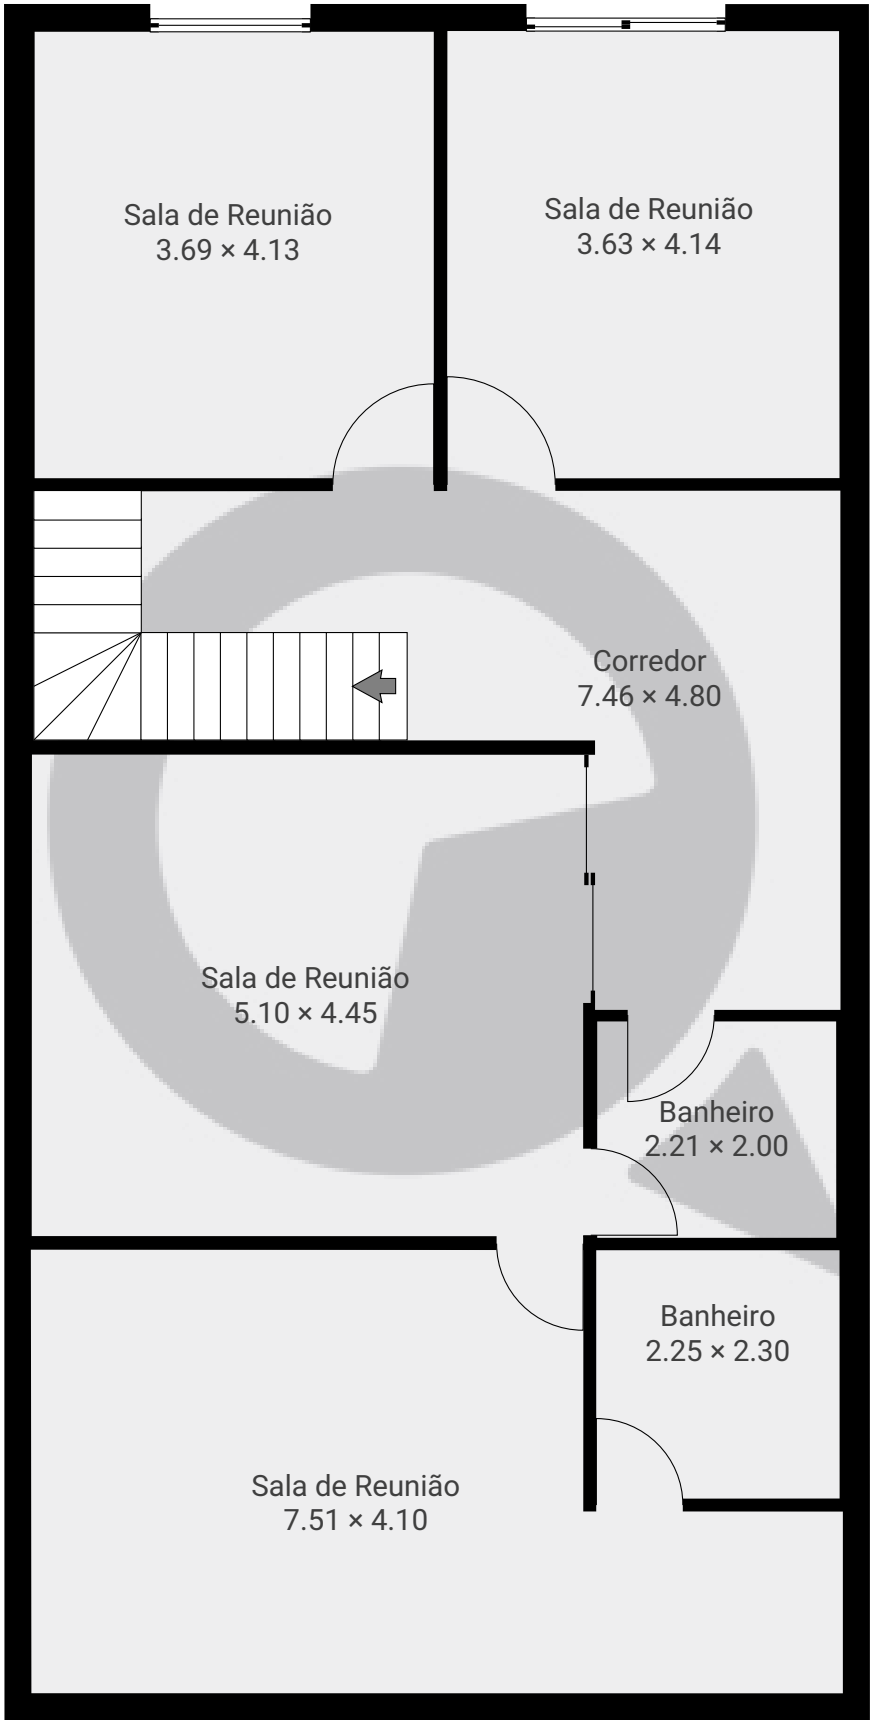 Sala de Reunião
3.69 × 4.13
Sala de Reunião
3.63 × 4.14
Corredor
7.46 × 4.80
Sala de Reunião
5.10 × 4.45
Banheiro
2.21 × 2.00
Banheiro
2.25 × 2.30
Sala de Reunião
7.51 × 4.10